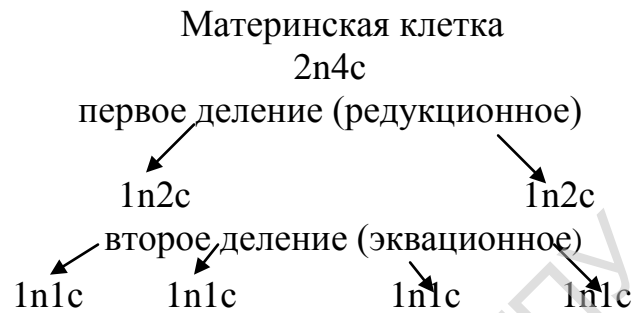 Материнская клетка
2n4c
первое деление (редукционное)
1n2c 1n2c
второе деление (эквационное)
1n1c 1n1c 1n1c 1n1c